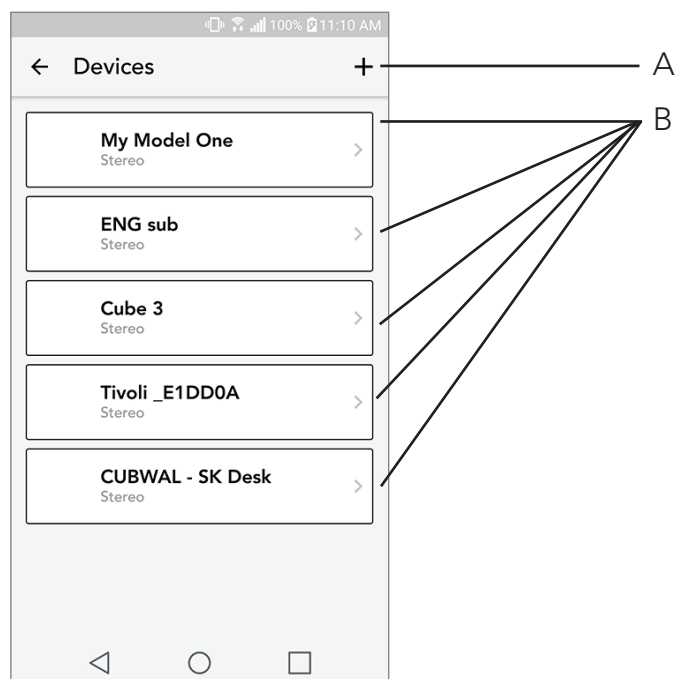 100% 11:10 AM
Devices
A
B
My Model One
Stereo
ENG sub
Stereo
Cube 3
Stereo
Tivoli _E1DD0A
Stereo
CUBWAL - SK Desk
Stereo